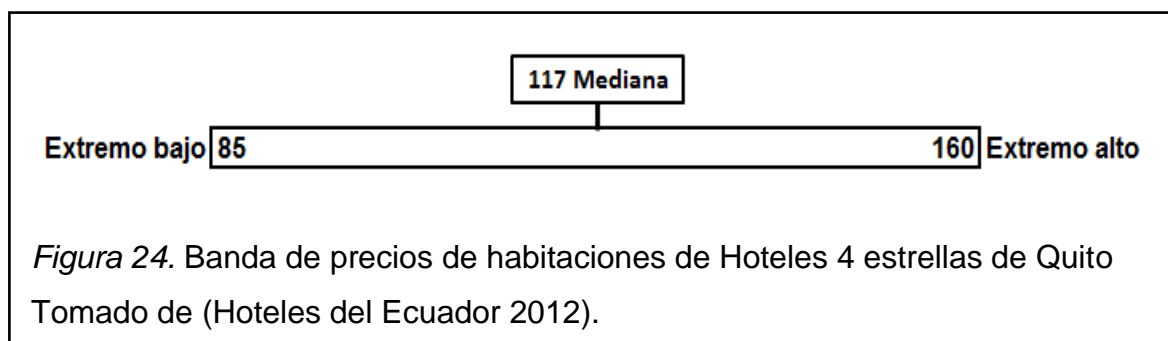 117 Mediana
Extremo bajo 85 160 Extremo alto
Figura 24. Banda de precios de habitaciones de Hoteles 4 estrellas de Quito
Tomado de (Hoteles del Ecuador 2012).